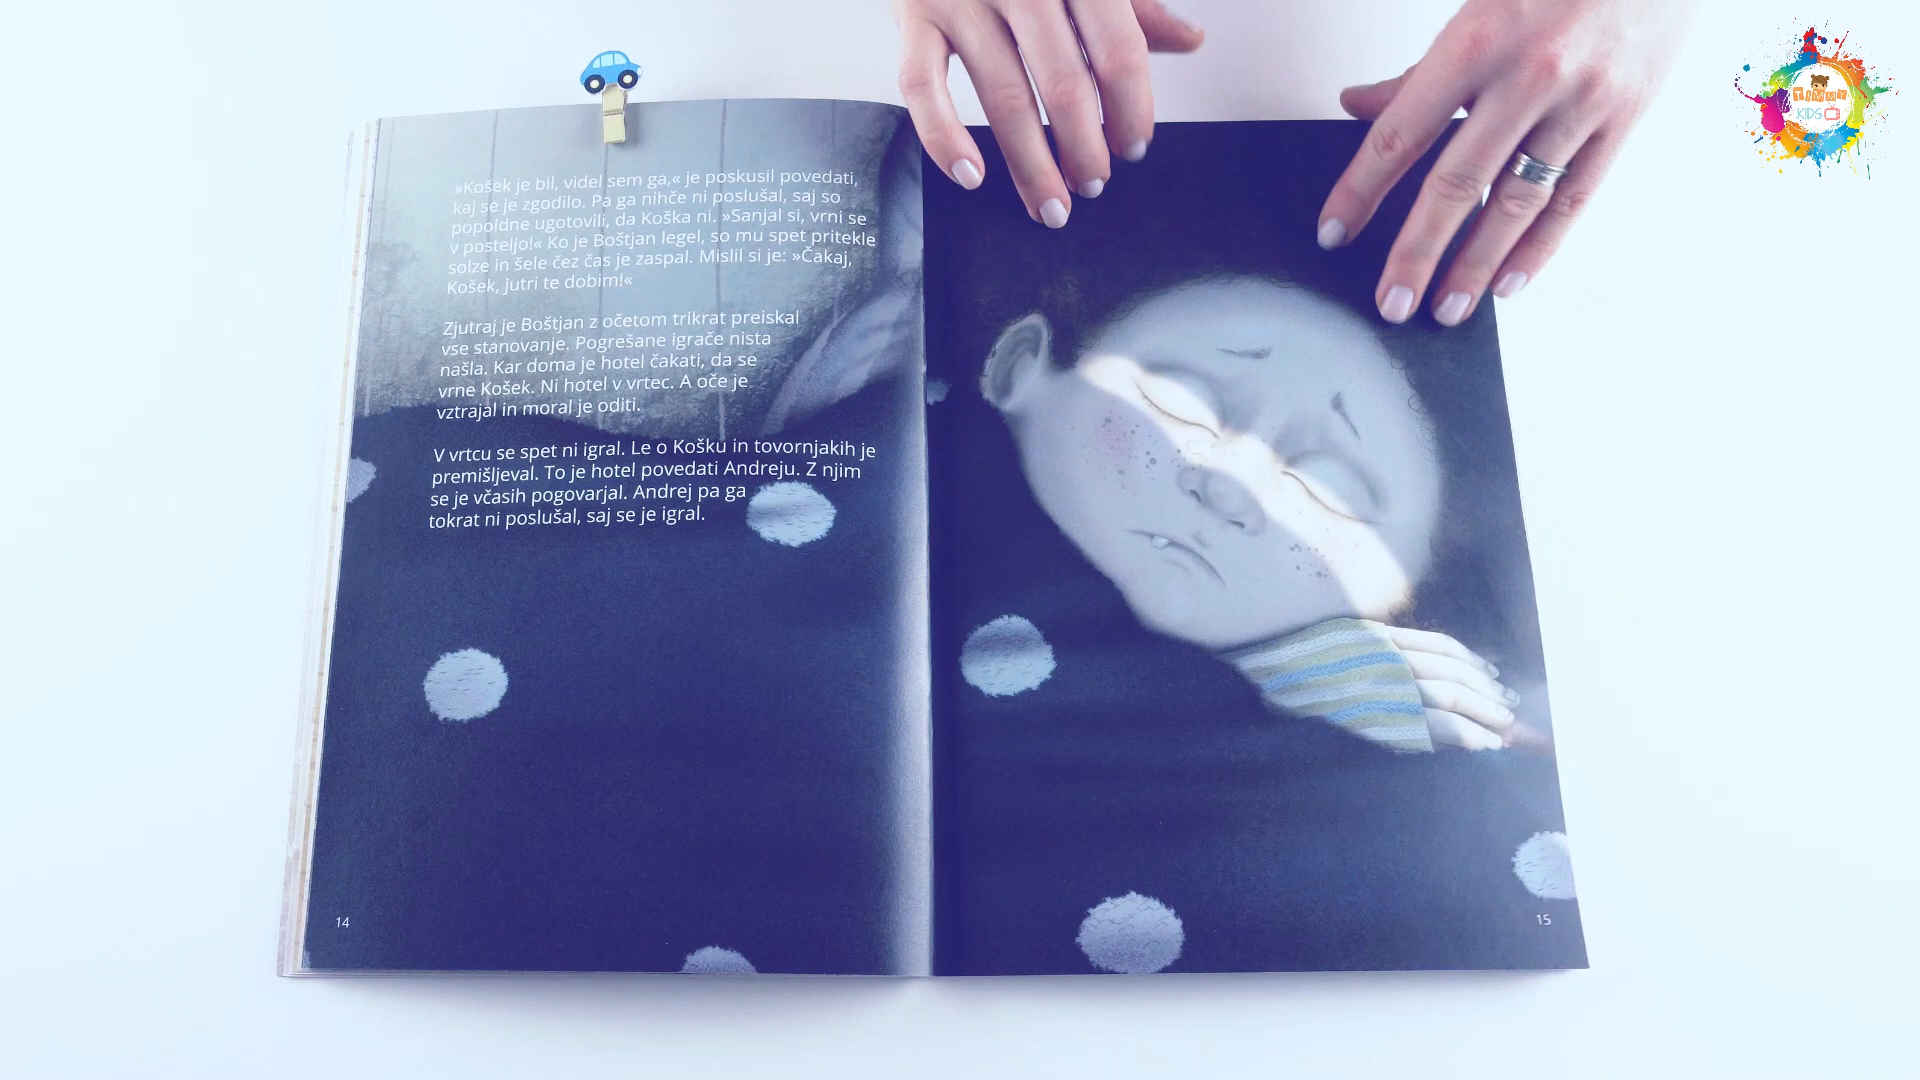 »Košek je bil, videl sem ga,« je poskusil povedati,
kaj se je zgodilo. Pa ga nihče ni poslušal, saj so
popoldne ugotovili, da Koška ni. »Sanjal si, vrni se
v posteljo!« Ko je Boštjan legel, so mu spet pritekle
solze in šele čez čas je zaspal. Mislil si je: »Čakaj,
Košek, jutri te dobim!«
Zjutraj je Boštjan z očetom trikrat preiskal
vse stanovanje. Pogrešane igrače nista
našla. Kar doma je hotel čakati, da se
vrne Košek. Ni hotel v vrtec. A oče je
vztrajal in moral je oditi.
V vrtcu se spet ni igral. Le o Košku in tovornjakih je
premišljeval. To je hotel povedati Andreju. Z njim
se je včasih pogovarjal. Andrej pa ga
tokrat ni poslušal, saj se je igral.
14
15
TIMMY
KIDS